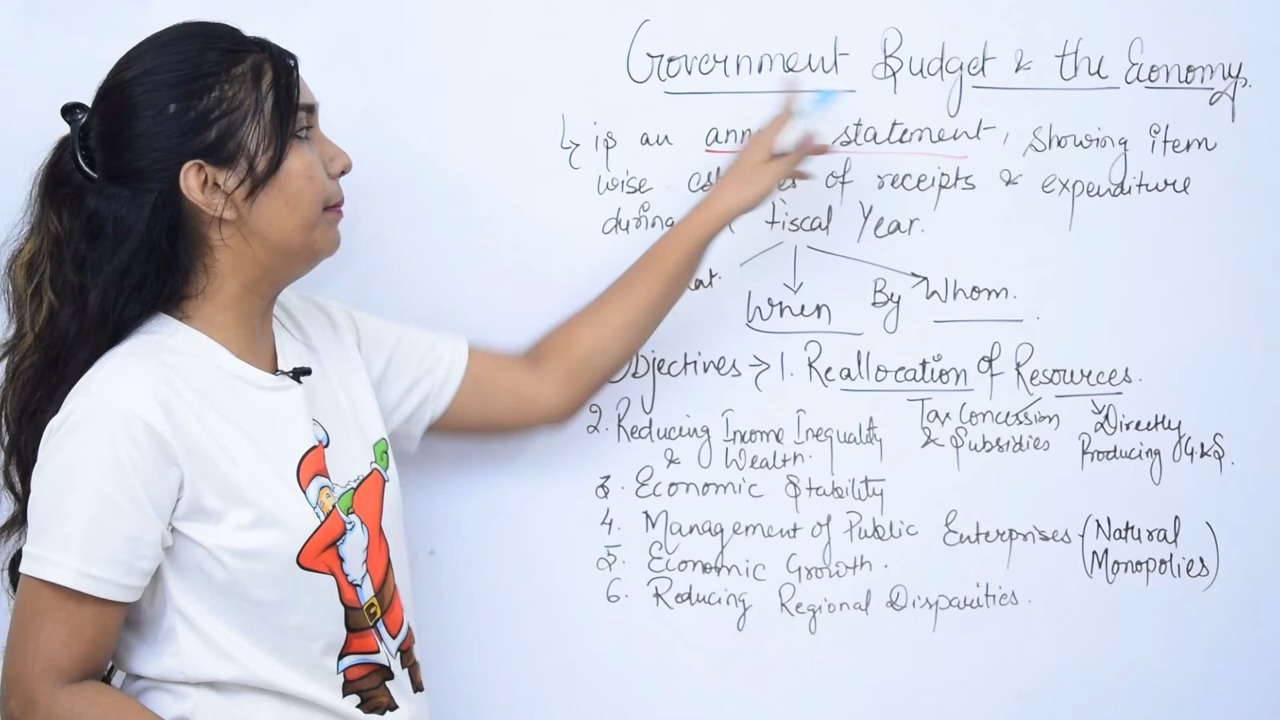 Government Budget & the Economy.
is an statement, showing item
wise of receipts & expenditure
during fiscal Year.
When By Whom.
Objectives → 1. Reallocation of Resources.
Tax Concession & Subsidies
Directly Producing G.&S.
2. Reducing Income Inequality
& Wealth.
3. Economic Stability
4. Management of Public Enterprises (Natural Monopolies)
5. Economic Growth.
6. Reducing Regional Disparities.